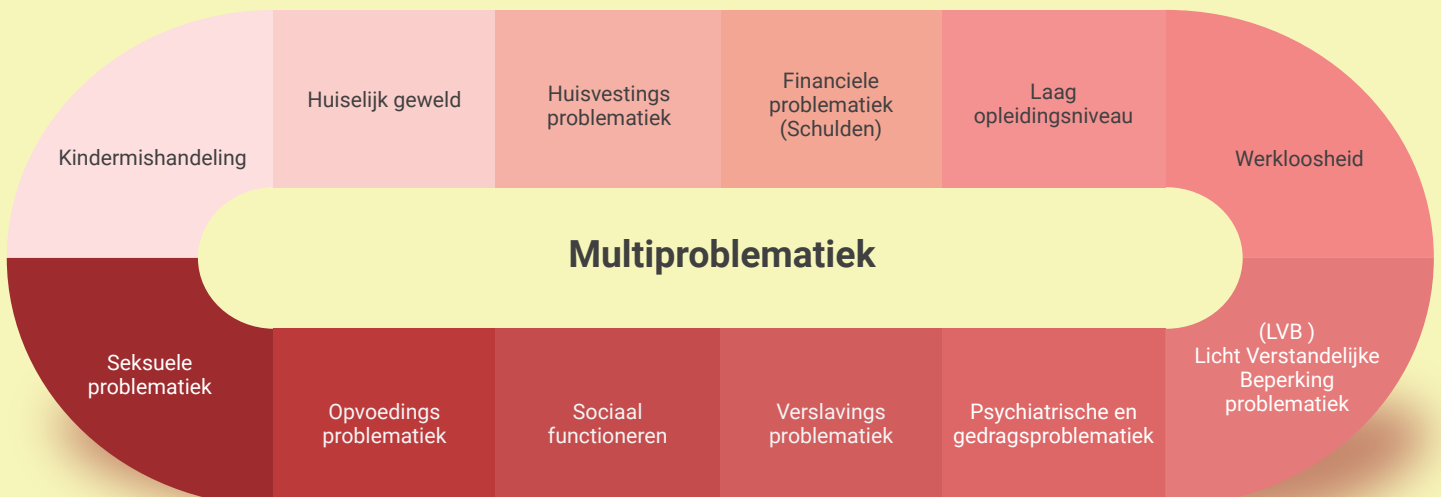 Kindermishandeling
Huiselijk geweld
Huisvestings
problematiek
Financiele
problematiek
(Schulden)
Laag
opleidingsniveau
Werkloosheid
Multiproblematiek
Seksuele
problematiek
Opvoedings
problematiek
Sociaal
functioneren
Verslavings
problematiek
Psychiatrische en
gedragsproblematiek
(LVB )
Licht Verstandelijke
Beperking
problematiek